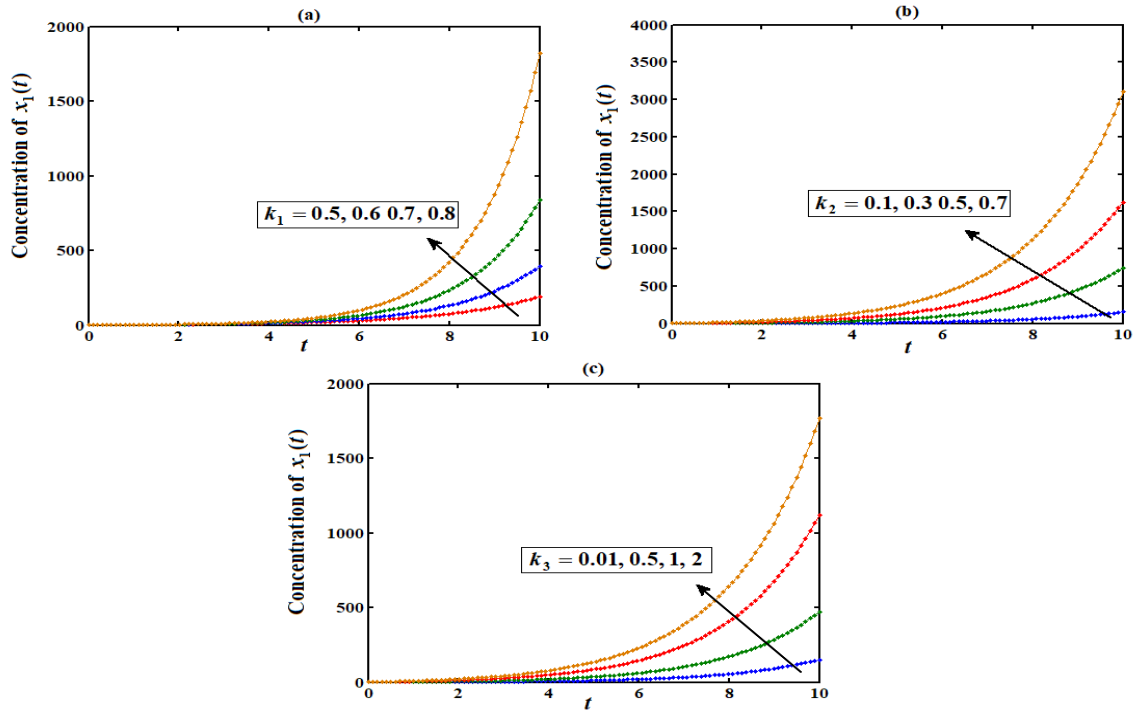 (a)
2000
1500
1000
500
0
0 2 4 6 8 10
Concentration of x₁(t)
t
k₁ = 0.5, 0.6 0.7, 0.8
(b)
4000
3500
3000
2500
2000
1500
1000
500
0
0 2 4 6 8 10
Concentration of x₁(t)
t
k₂ = 0.1, 0.3 0.5, 0.7
(c)
2000
1500
1000
500
0
0 2 4 6 8 10
Concentration of x₁(t)
t
k₃ = 0.01, 0.5, 1, 2